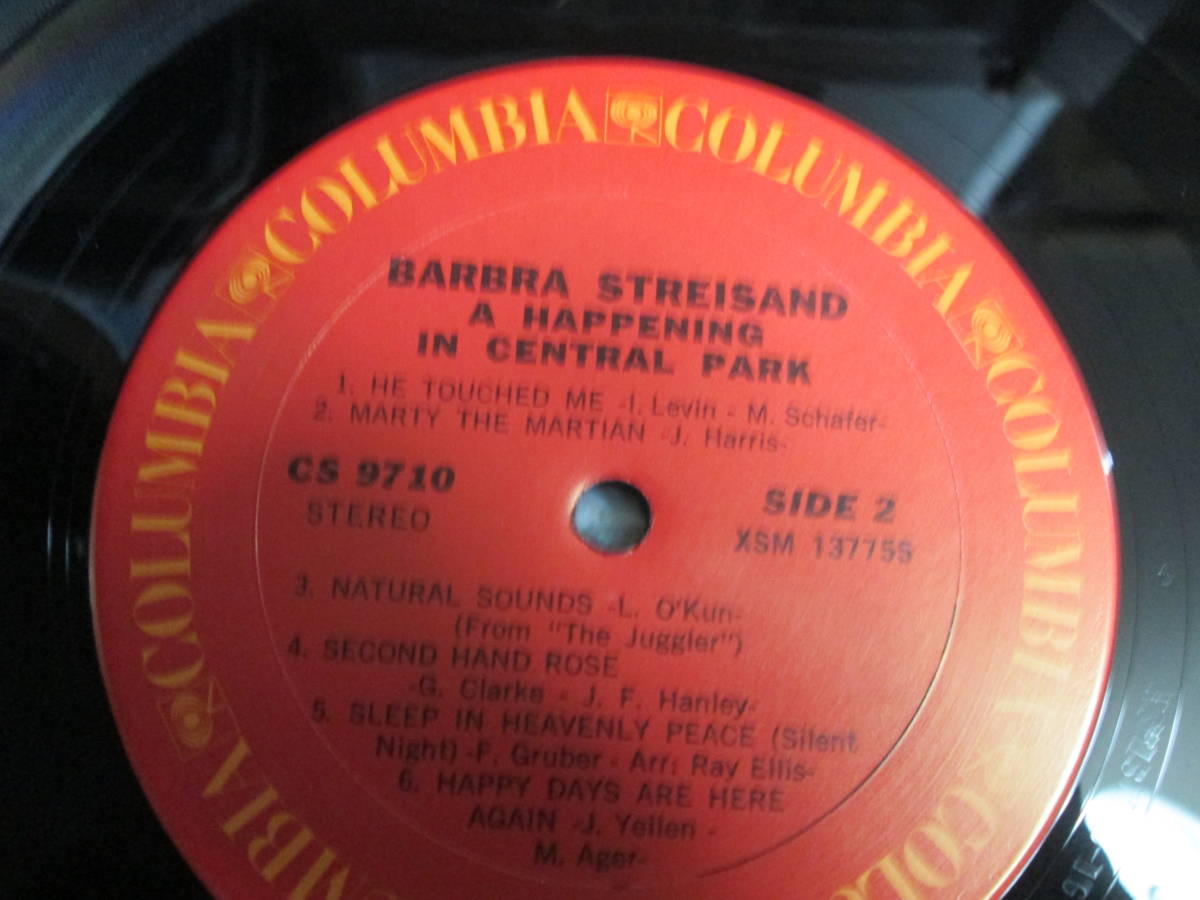 COLUMBIA COLUMBIA COLUMBIA COLUMBIA COLUMBIA
BARBRA STREISAND
A HAPPENING
IN CENTRAL PARK
1. HE TOUCHED ME -I. Levin - M. Schafer-
2. MARTY THE MARTIAN -J. Harris-
CS 9710
STEREO
SIDE 2
XSM 137755
3. NATURAL SOUNDS -L. O'Kun-
(From "The Juggler")
4. SECOND HAND ROSE
-G. Clarke - J. F. Hanley-
5. SLEEP IN HEAVENLY PEACE (Silent
Night) -F. Gruber - Arr: Ray Ellis-
6. HAPPY DAYS ARE HERE
AGAIN -J. Yellen -
M. Ager-